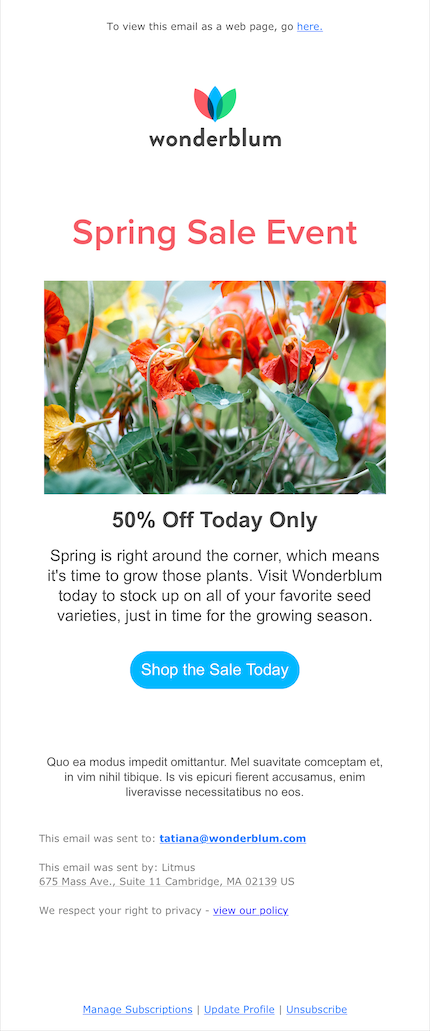 To view this email as a web page, go here.
wonderblum
Spring Sale Event
50% Off Today Only
Spring is right around the corner, which means
it's time to grow those plants. Visit Wonderblum
today to stock up on all of your favorite seed
varieties, just in time for the growing season.
Shop the Sale Today
Quo ea modus impedit omittantur. Mel suavitate comceptam et,
in vim nihil tibique. Is vis epicuri fierent accusamus, enim
liveravisse necessitatibus no eos.
This email was sent to: tatiana@wonderblum.com
This email was sent by: Litmus
675 Mass Ave., Suite 11 Cambridge, MA 02139 US
We respect your right to privacy - view our policy
Manage Subscriptions | Update Profile | Unsubscribe